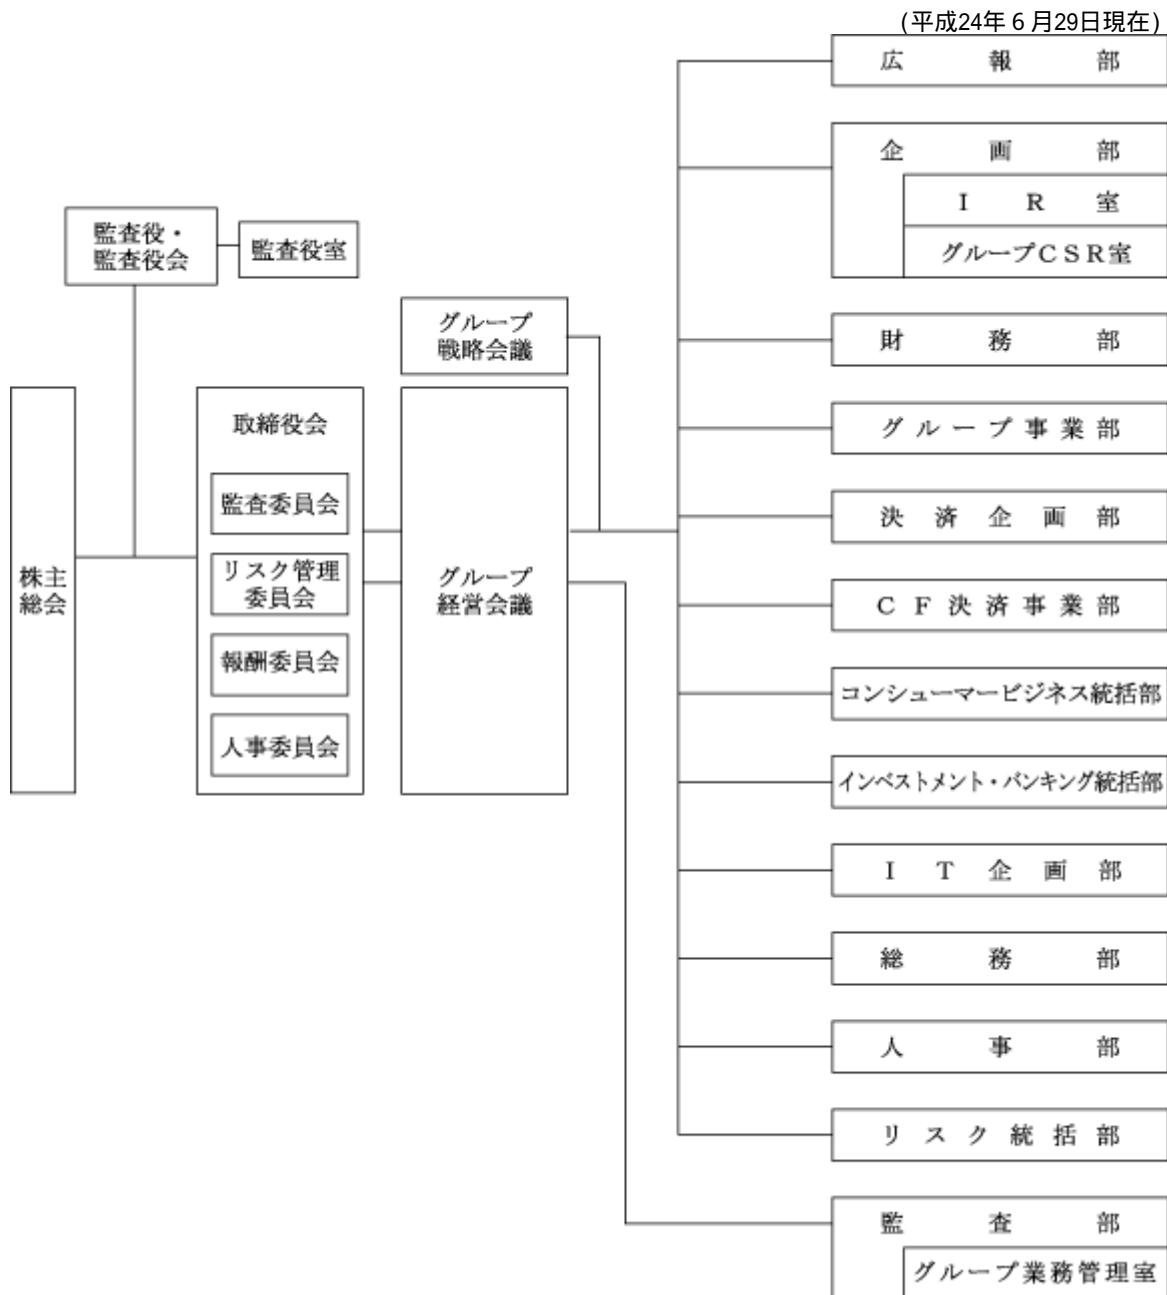 (平成24年６月29日現在)
広報部
企画部
ＩＲ室
グループＣＳＲ室
監査役・
監査役会
監査役室
グループ
戦略会議
財務部
グループ事業部
株主
総会
取締役会
監査委員会
リスク管理
委員会
報酬委員会
人事委員会
グループ
経営会議
決済企画部
ＣＦ決済事業部
コンシューマービジネス統括部
インベストメント・バンキング統括部
ＩＴ企画部
総務部
人事部
リスク統括部
監査部
グループ業務管理室